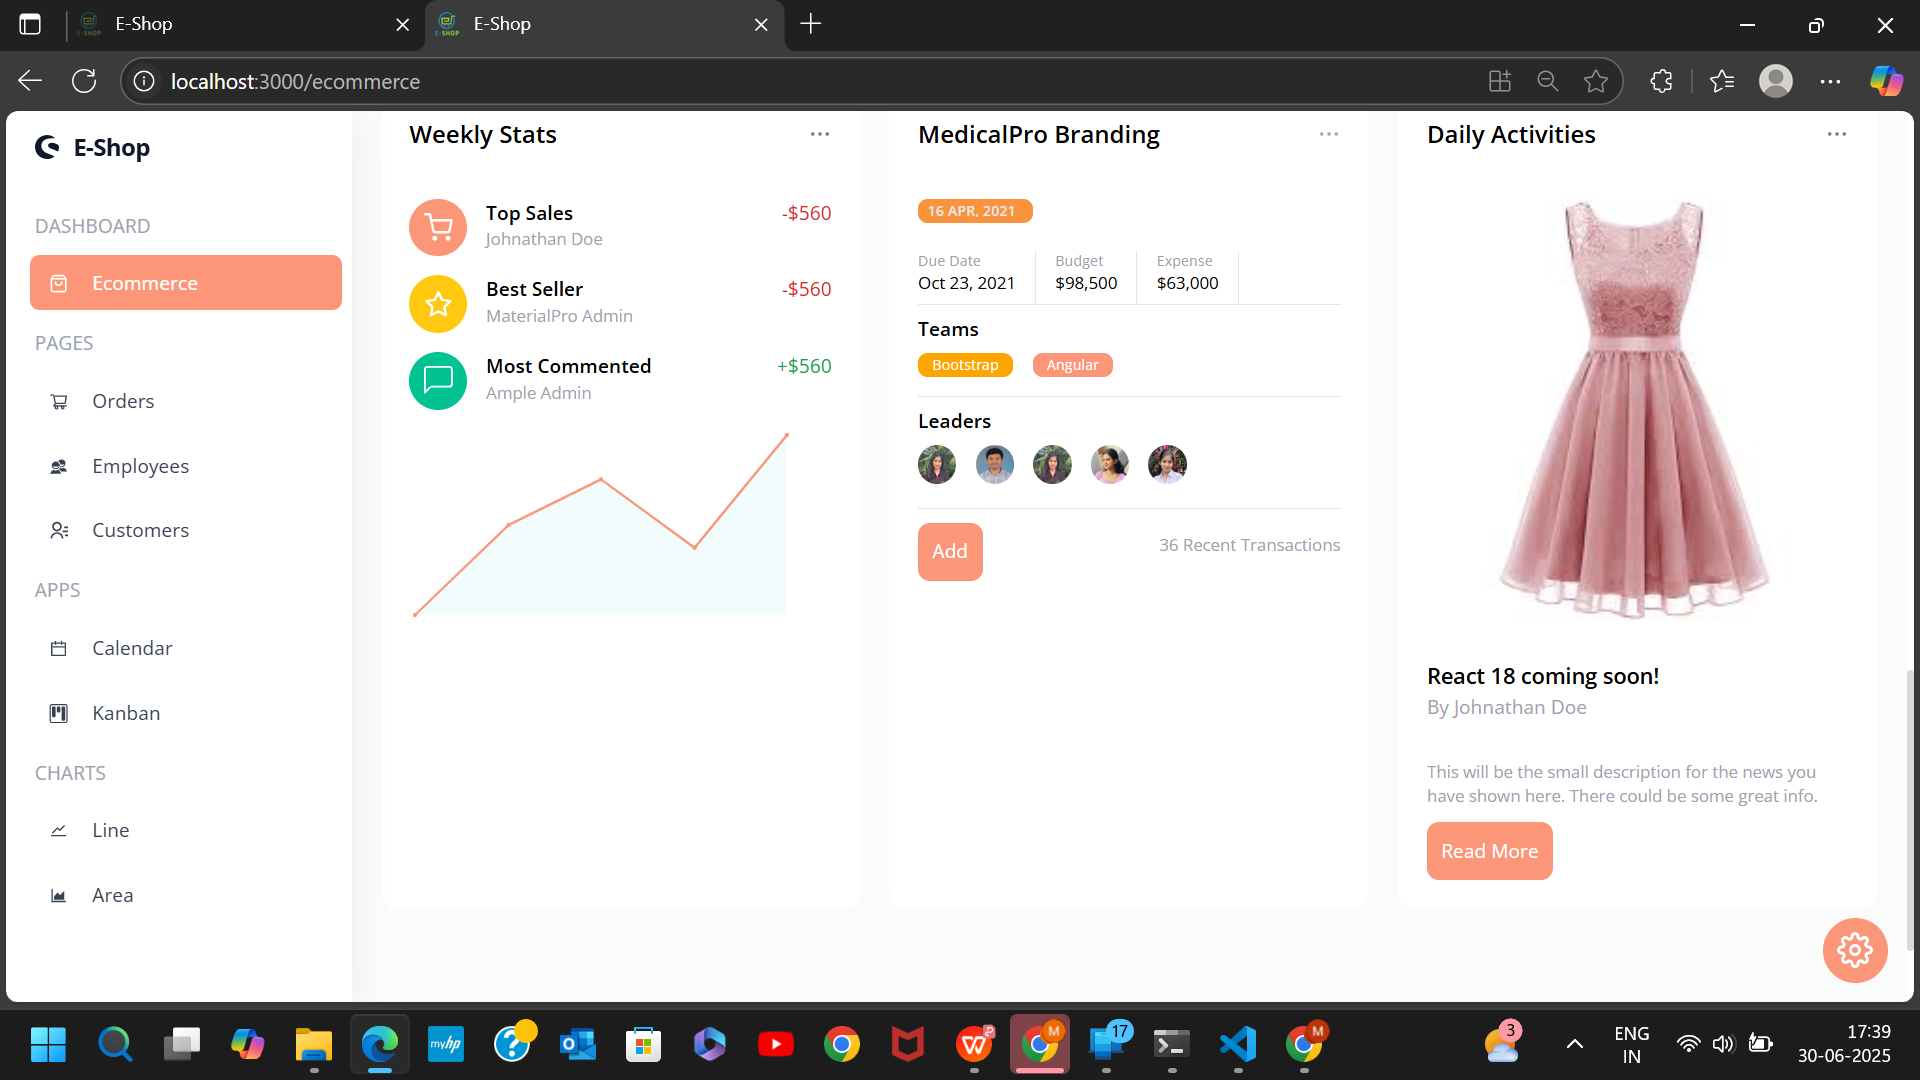 E-Shop
E-Shop
localhost:3000/ecommerce
E-Shop
DASHBOARD
Ecommerce
PAGES
Orders
Employees
Customers
APPS
Calendar
Kanban
CHARTS
Line
Area
Weekly Stats
Top Sales
-$560
Johnathan Doe
Best Seller
-$560
MaterialPro Admin
Most Commented
+$560
Ample Admin
MedicalPro Branding
16 APR, 2021
Due Date
Oct 23, 2021
Budget
$98,500
Expense
$63,000
Teams
Bootstrap
Angular
Leaders
Add
36 Recent Transactions
Daily Activities
React 18 coming soon!
By Johnathan Doe
This will be the small description for the news you
have shown here. There could be some great info.
Read More
myhp
M
17
M
3
ENG
IN
17:39
30-06-2025